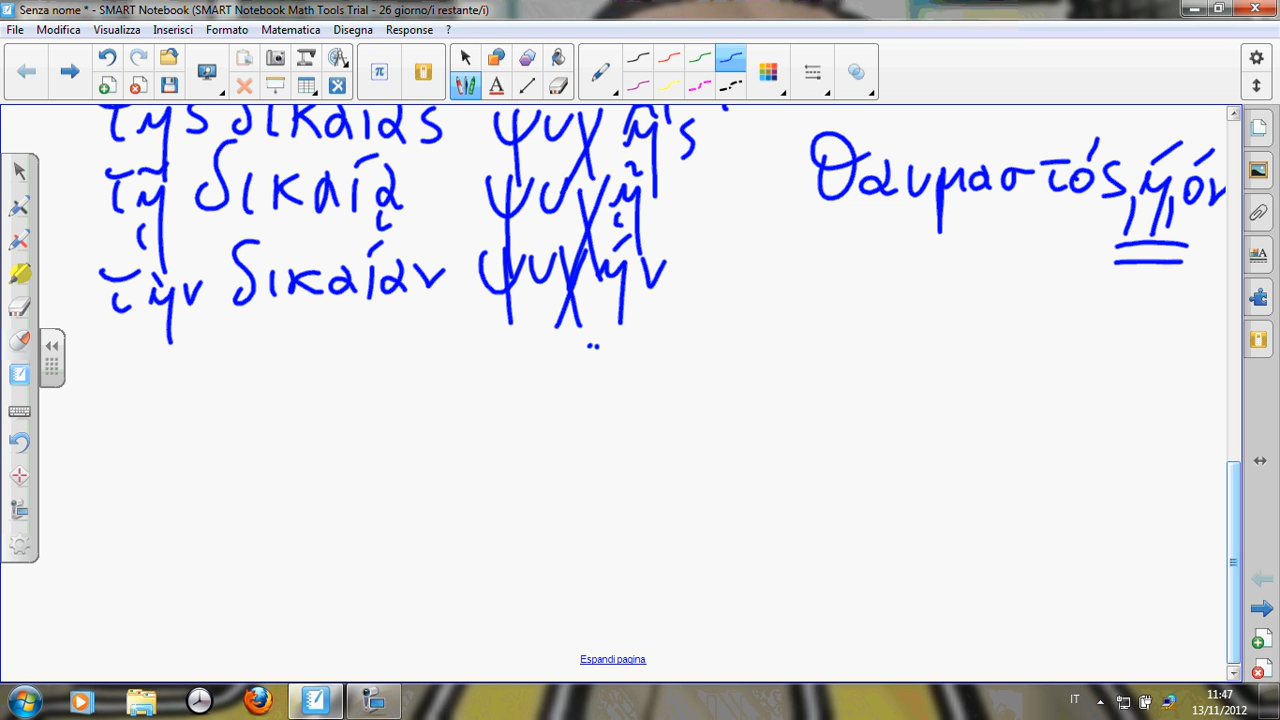 Senza nome * - SMART Notebook (SMART Notebook Math Tools Trial - 26 giorno/i restante/i)
File Modifica Visualizza Inserisci Formato Matematica Disegna Response ?
τῆς δικαίας ψυχῆς
τῇ δικαίᾳ ψυχῇ
τὴν δικαίαν ψυχήν
θαυμαστός, ή, όν
Espandi pagina
IT
11:47
13/11/2012